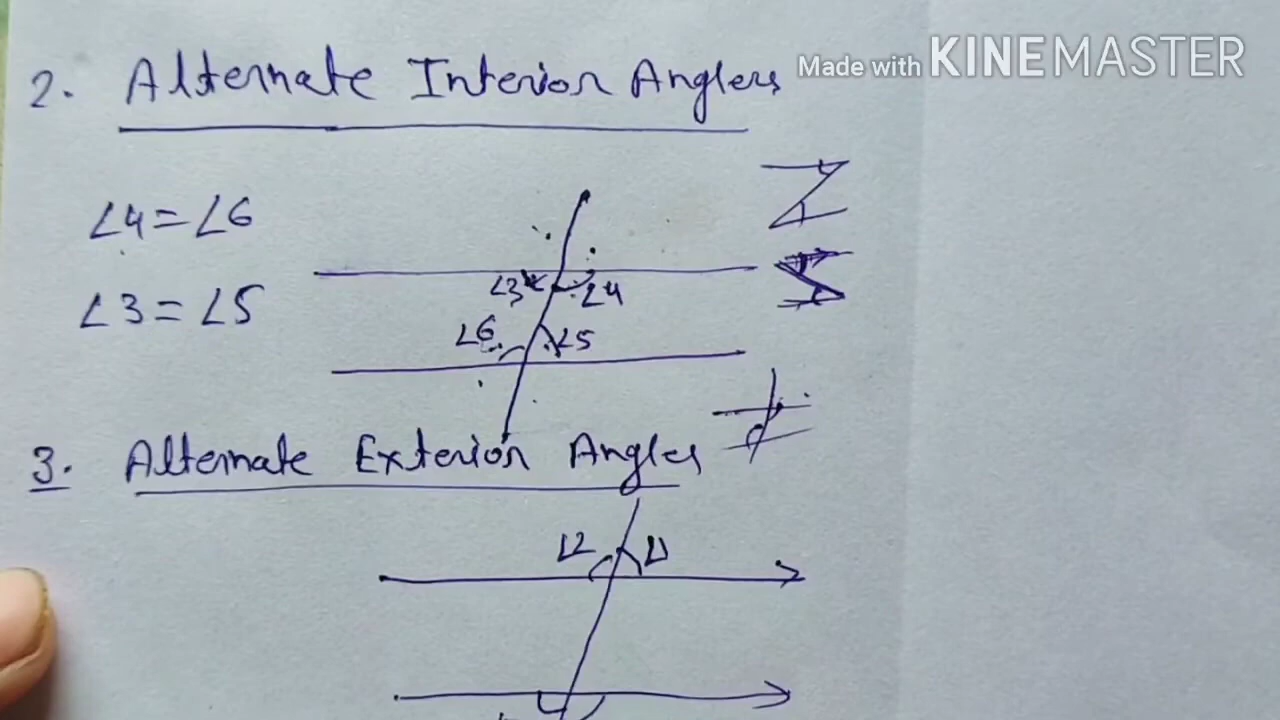 Made with KINEMASTER
2. Alternate Interior Anglers
∠4=∠6
∠3=∠5
∠3 ∠4
∠6 ∠5
3. Alternate Exterior Angles
∠2 ∠1